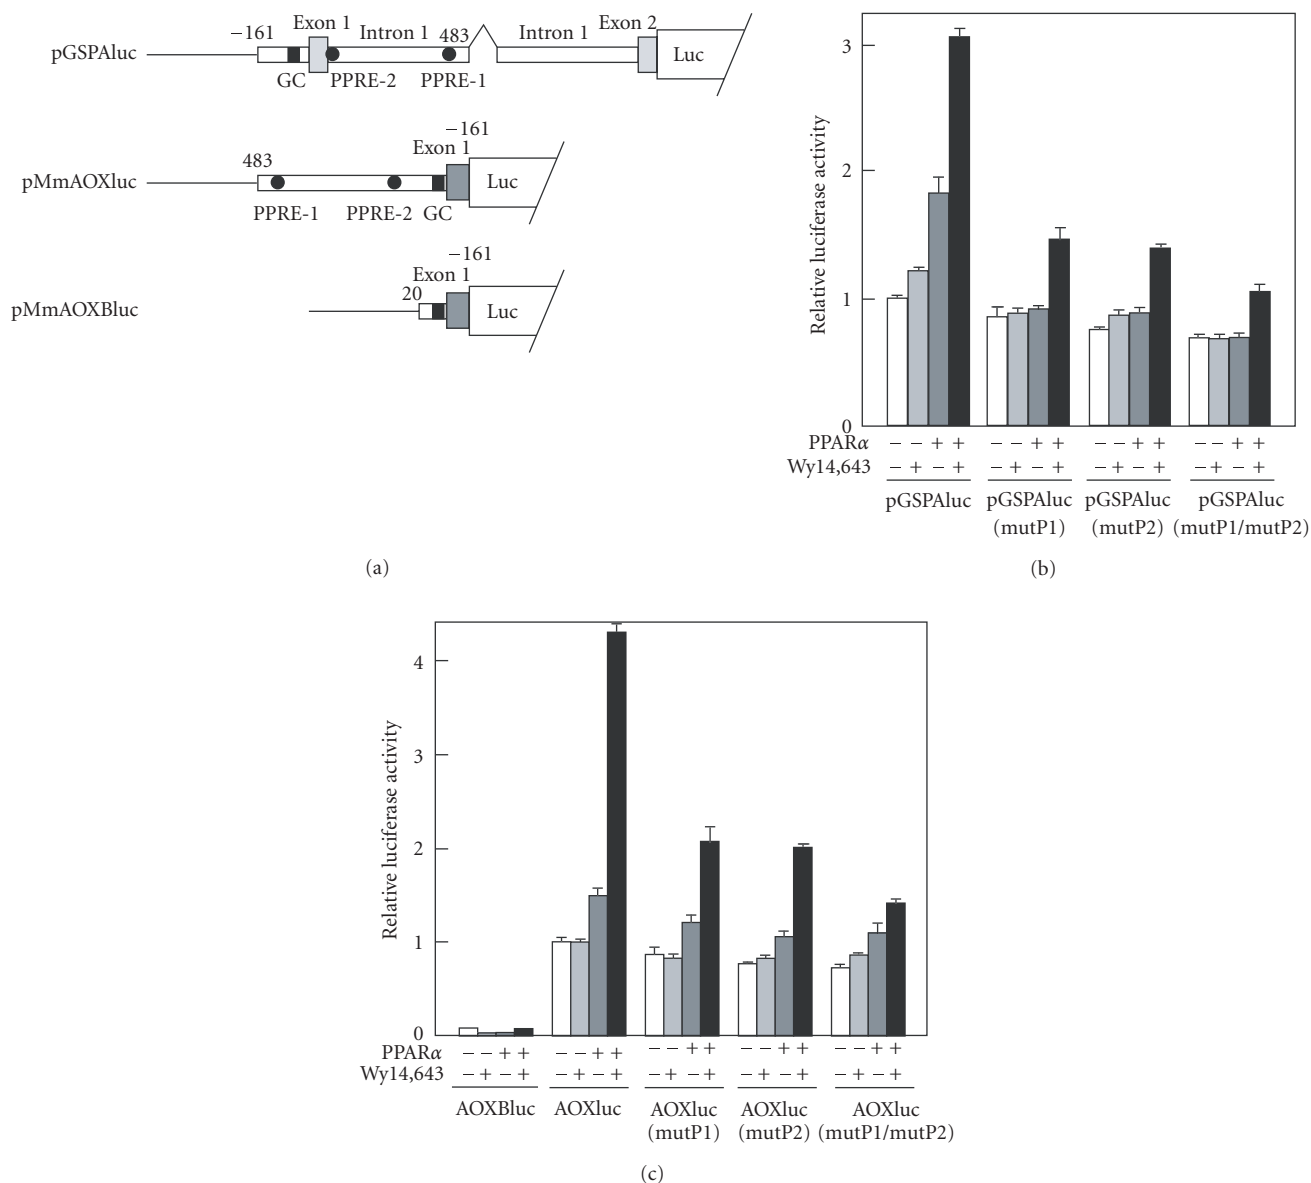 −161 Exon 1 Intron 1 483 Intron 1 Exon 2
pGSPAluc Luc
GC PPRE-2 PPRE-1
−161
483 Exon 1
pMmAOXluc Luc
PPRE-1 PPRE-2 GC
−161
Exon 1
20
pMmAOXBluc Luc
(a)
Relative luciferase activity
3
2
1
0
PPARα − − + + − − + + − − + + − − + +
Wy14,643 − + − + − + − + − + − + − + − +
pGSPAluc pGSPAluc pGSPAluc pGSPAluc
(mutP1) (mutP2) (mutP1/mutP2)
(b)
Relative luciferase activity
4
3
2
1
0
PPARα − − + + − − + + − − + + − − + + − − + +
Wy14,643 − + − + − + − + − + − + − + − + − + − +
AOXBluc AOXluc AOXluc AOXluc AOXluc
(mutP1) (mutP2) (mutP1/mutP2)
(c)